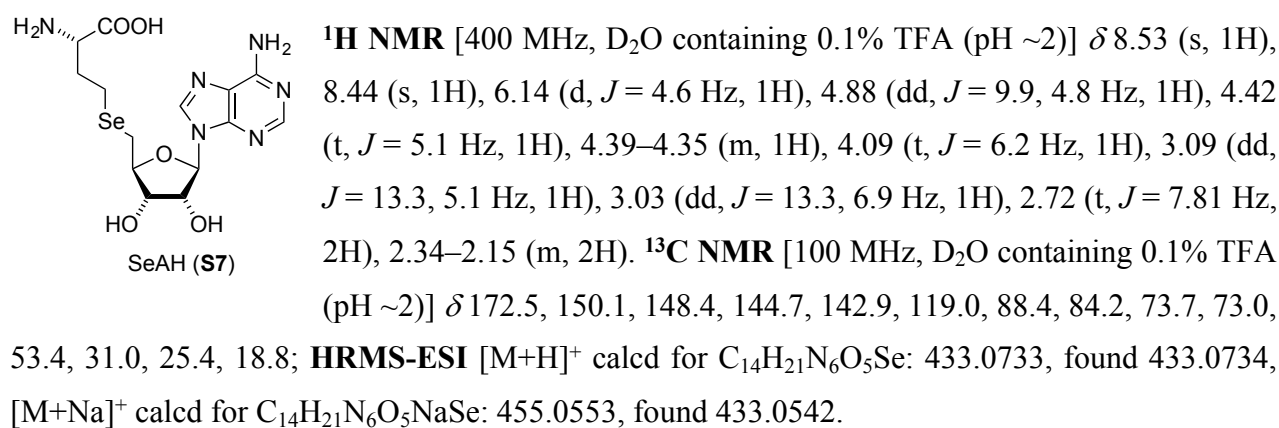 H₂N
COOH
NH₂
N
N
N
N
Se
O
HO
OH
SeAH (S7)
¹H NMR [400 MHz, D₂O containing 0.1% TFA (pH ~2)] δ 8.53 (s, 1H),
8.44 (s, 1H), 6.14 (d, J = 4.6 Hz, 1H), 4.88 (dd, J = 9.9, 4.8 Hz, 1H), 4.42
(t, J = 5.1 Hz, 1H), 4.39–4.35 (m, 1H), 4.09 (t, J = 6.2 Hz, 1H), 3.09 (dd,
J = 13.3, 5.1 Hz, 1H), 3.03 (dd, J = 13.3, 6.9 Hz, 1H), 2.72 (t, J = 7.81 Hz,
2H), 2.34–2.15 (m, 2H). ¹³C NMR [100 MHz, D₂O containing 0.1% TFA
(pH ~2)] δ 172.5, 150.1, 148.4, 144.7, 142.9, 119.0, 88.4, 84.2, 73.7, 73.0,
53.4, 31.0, 25.4, 18.8; HRMS-ESI [M+H]⁺ calcd for C₁₄H₂₁N₆O₅Se: 433.0733, found 433.0734,
[M+Na]⁺ calcd for C₁₄H₂₁N₆O₅NaSe: 455.0553, found 433.0542.